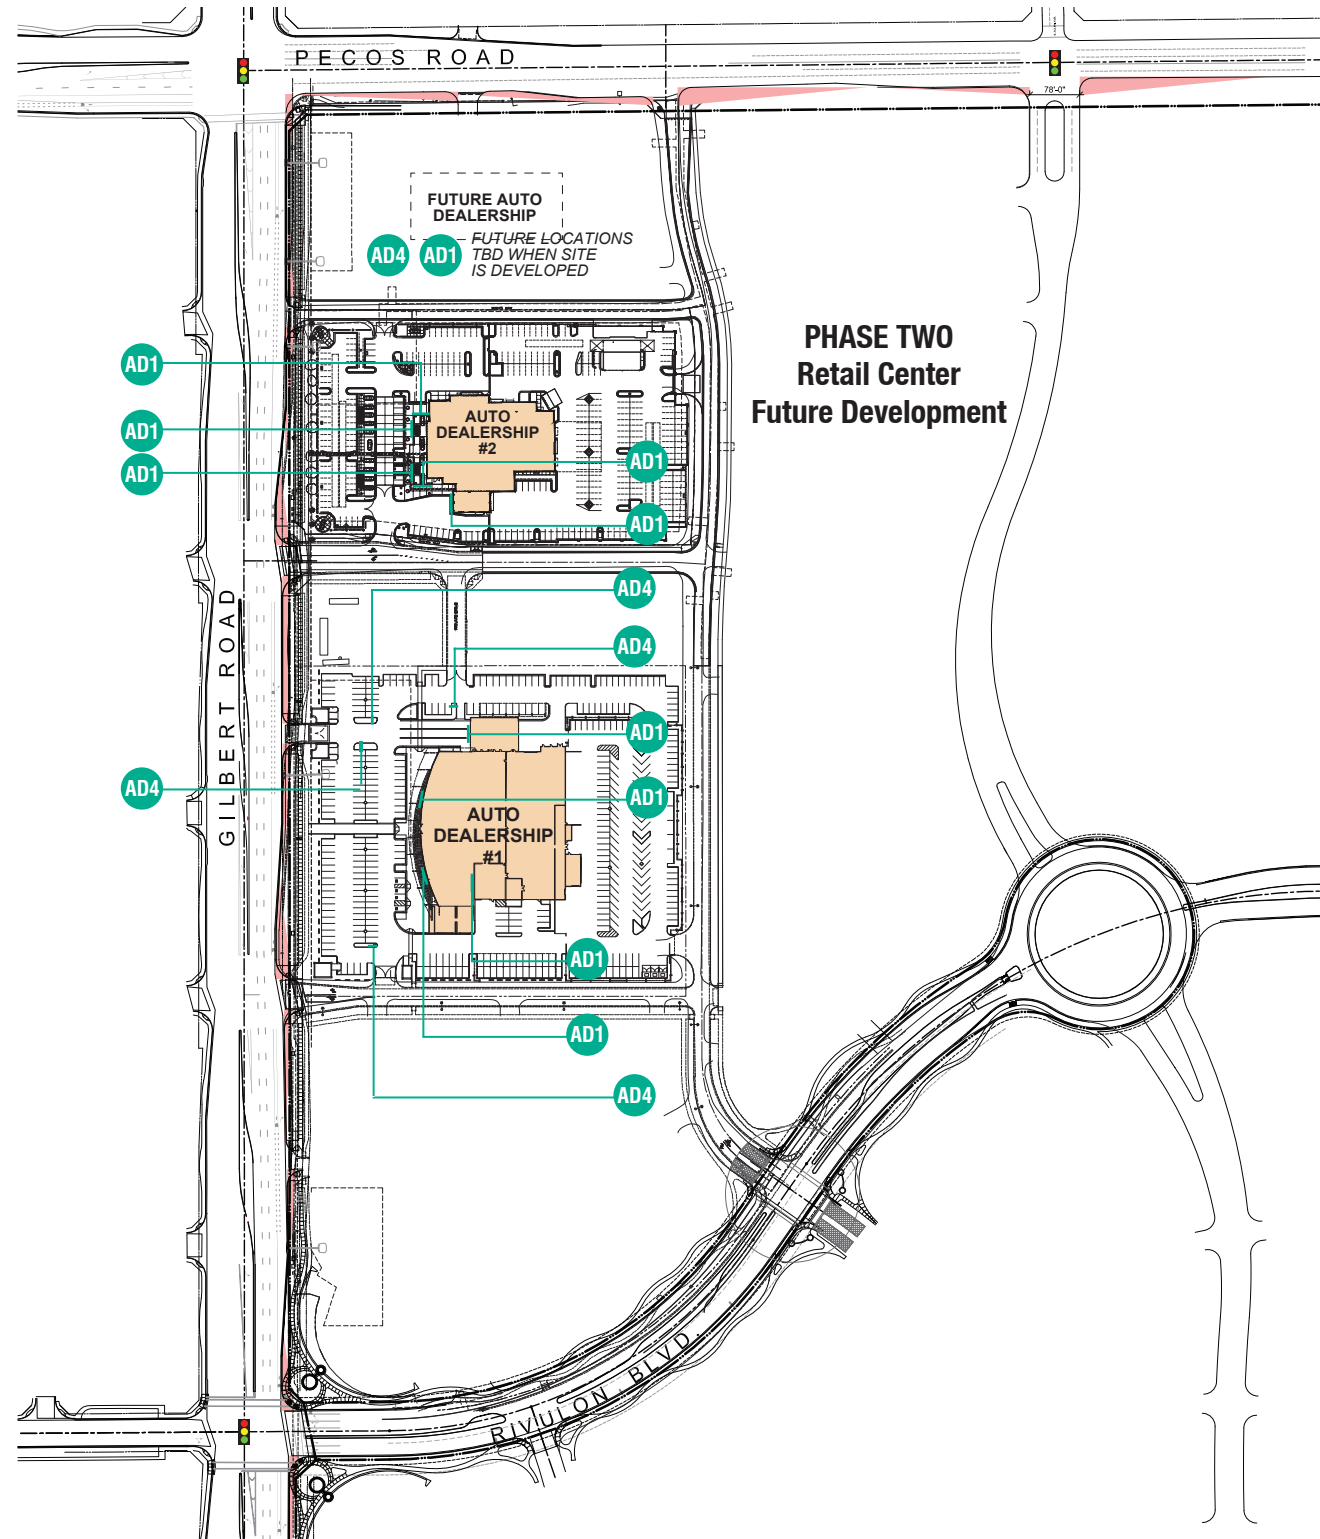 PECOS ROAD
78'-0"
FUTURE AUTO
DEALERSHIP
FUTURE LOCATIONS
TBD WHEN SITE
IS DEVELOPED
AD4
AD1
PHASE TWO
Retail Center
Future Development
AD1
AD1
AD1
AUTO
DEALERSHIP
#2
AD1
AD1
AD4
AD4
GILBERT ROAD
AD1
AD4
AD1
AUTO
DEALERSHIP
#1
AD1
AD1
AD4
RIVULON BLVD.